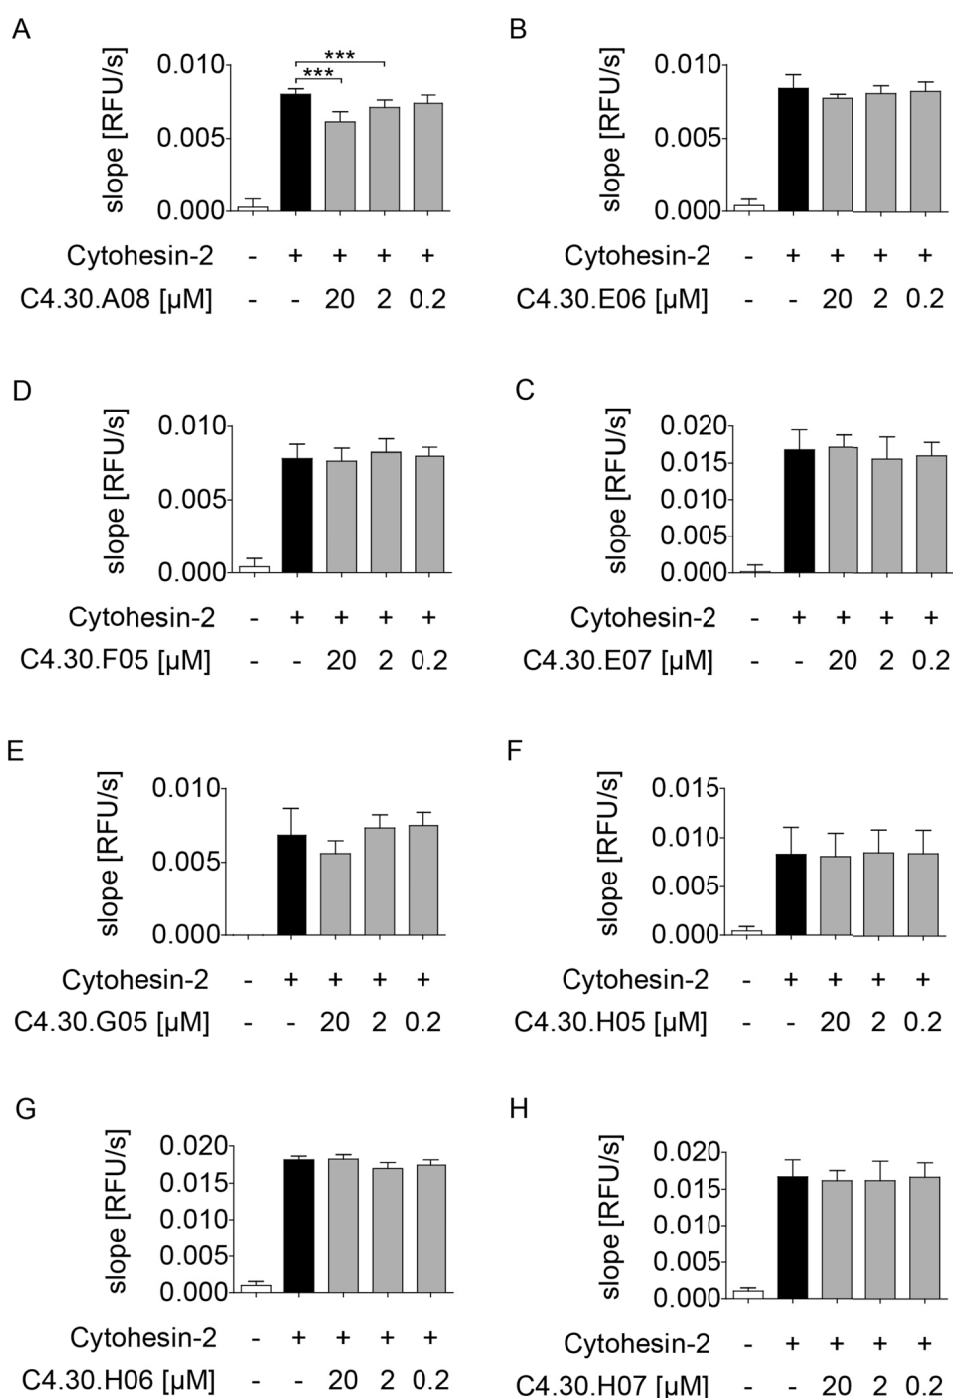 A
slope [RFU/s]
0.010
0.005
0.000
*** 
***
Cytohesin-2 - + + + +
C4.30.A08 [µM] - - 20 2 0.2
B
slope [RFU/s]
0.010
0.005
0.000
Cytohesin-2 - + + + +
C4.30.E06 [µM] - - 20 2 0.2
D
slope [RFU/s]
0.010
0.005
0.000
Cytohesin-2 - + + + +
C4.30.F05 [µM] - - 20 2 0.2
C
slope [RFU/s]
0.020
0.015
0.010
0.005
0.000
Cytohesin-2 - + + + +
C4.30.E07 [µM] - - 20 2 0.2
E
slope [RFU/s]
0.010
0.005
0.000
Cytohesin-2 - + + + +
C4.30.G05 [µM] - - 20 2 0.2
F
slope [RFU/s]
0.015
0.010
0.005
0.000
Cytohesin-2 - + + + +
C4.30.H05 [µM] - - 20 2 0.2
G
slope [RFU/s]
0.020
0.015
0.010
0.005
0.000
Cytohesin-2 - + + + +
C4.30.H06 [µM] - - 20 2 0.2
H
slope [RFU/s]
0.020
0.015
0.010
0.005
0.000
Cytohesin-2 - + + + +
C4.30.H07 [µM] - - 20 2 0.2